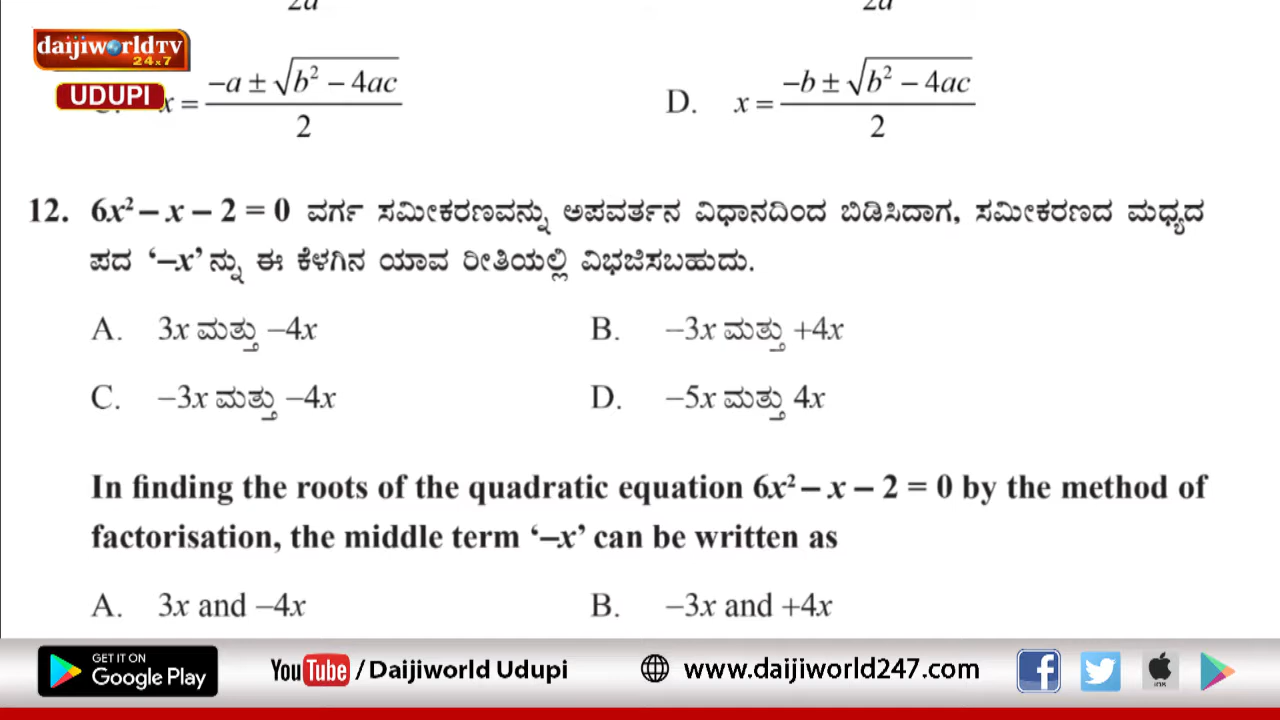 2a 2a
daijiworldTV
24x7
UDUPI
x = −a ± √b² − 4ac / 2 D. x = −b ± √b² − 4ac / 2
12. 6x² – x – 2 = 0 ವರ್ಗ ಸಮೀಕರಣವನ್ನು ಅಪವರ್ತನ ವಿಧಾನದಿಂದ ಬಿಡಿಸಿದಾಗ, ಸಮೀಕರಣದ ಮಧ್ಯದ
ಪದ ‘–x’ ನ್ನು ಈ ಕೆಳಗಿನ ಯಾವ ರೀತಿಯಲ್ಲಿ ವಿಭಜಿಸಬಹುದು.
A. 3x ಮತ್ತು –4x B. –3x ಮತ್ತು +4x
C. –3x ಮತ್ತು –4x D. –5x ಮತ್ತು 4x
In finding the roots of the quadratic equation 6x² – x – 2 = 0 by the method of
factorisation, the middle term ‘–x’ can be written as
A. 3x and –4x B. –3x and +4x
GET IT ON
Google Play
YouTube / Daijiworld Udupi
www.daijiworld247.com